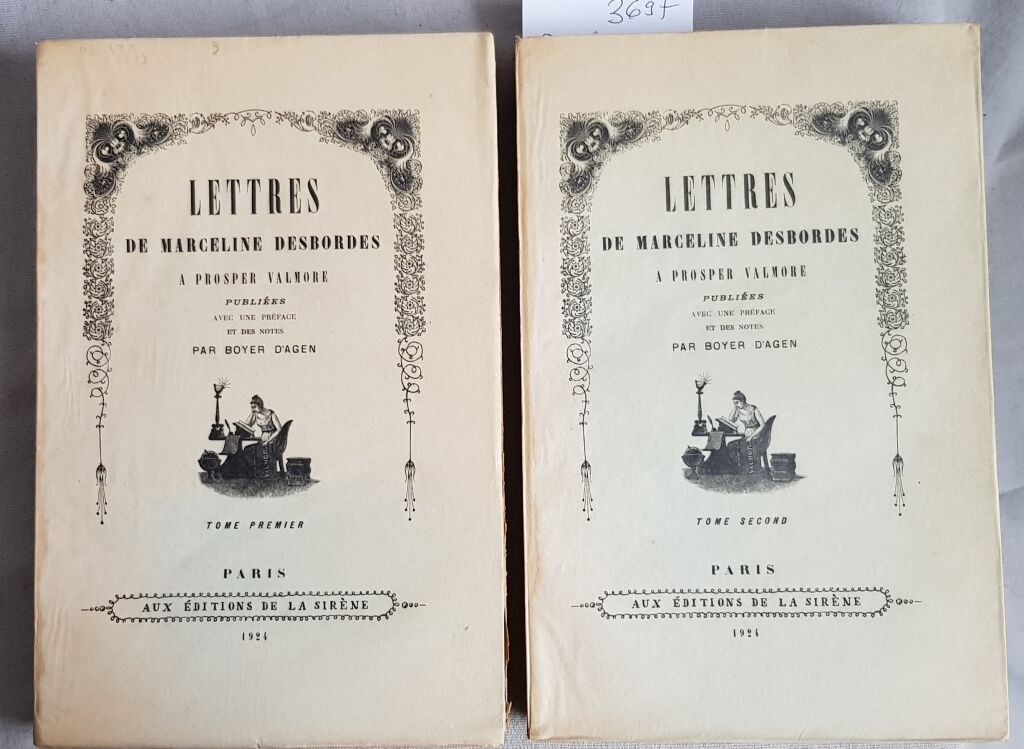 LETTRES
DE MARCELINE DESBORDES
A PROSPER VALMORE
PUBLIÉES
AVEC UNE PRÉFACE
ET DES NOTES
PAR BOYER D'AGEN
TOME PREMIER
PARIS
AUX ÉDITIONS DE LA SIRÈNE
1924
3697
LETTRES
DE MARCELINE DESBORDES
A PROSPER VALMORE
PUBLIÉES
AVEC UNE PRÉFACE
ET DES NOTES
PAR BOYER D'AGEN
TOME SECOND
PARIS
AUX ÉDITIONS DE LA SIRÈNE
1924